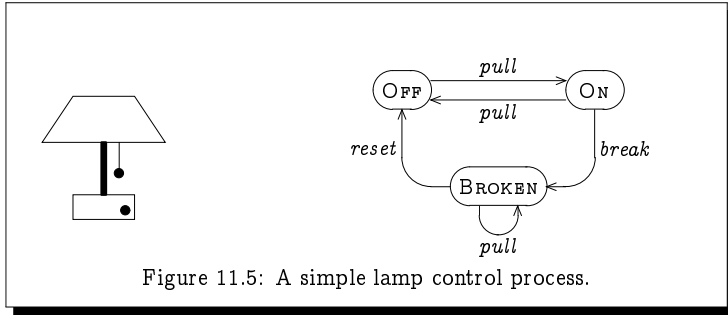 pull
OFF
ON
pull
reset
break
BROKEN
pull
Figure 11.5: A simple lamp control process.